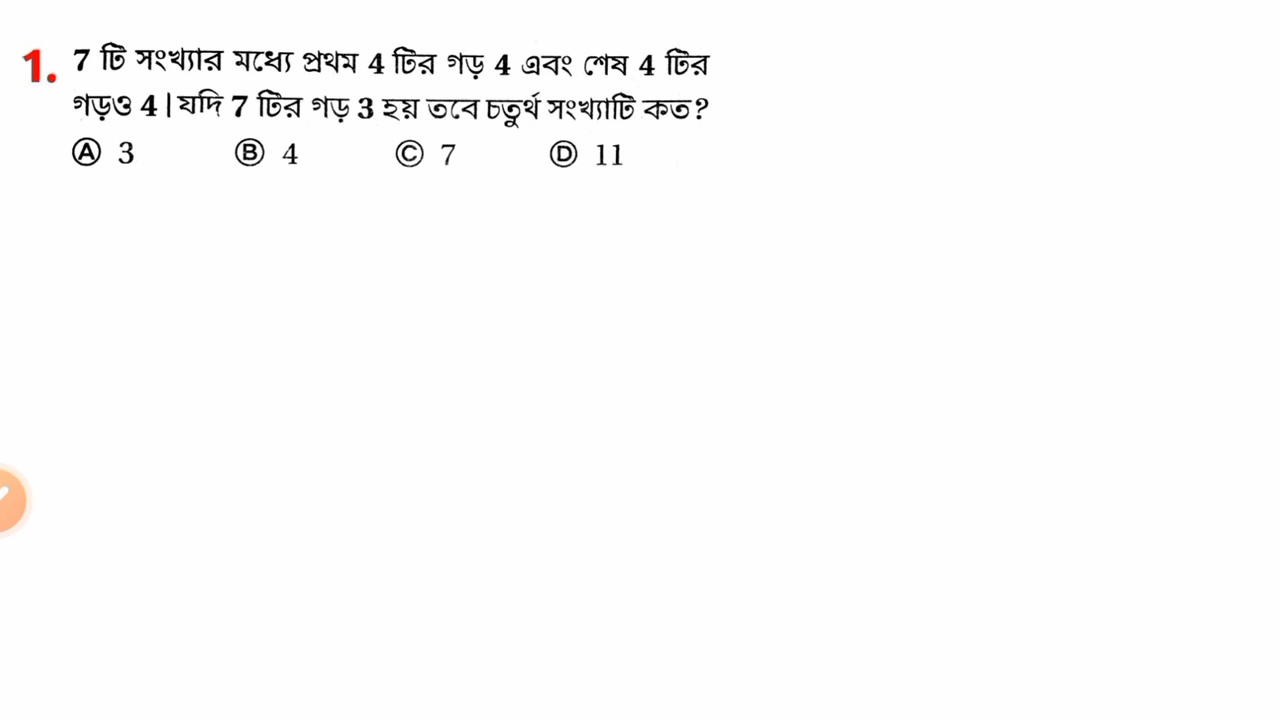 1. 7 টি সংখ্যার মধ্যে প্রথম 4 টির গড় 4 এবং শেষ 4 টির
গড়ও 4। যদি 7 টির গড় 3 হয় তবে চতুর্থ সংখ্যাটি কত?
Ⓐ 3 Ⓑ 4 Ⓒ 7 Ⓓ 11